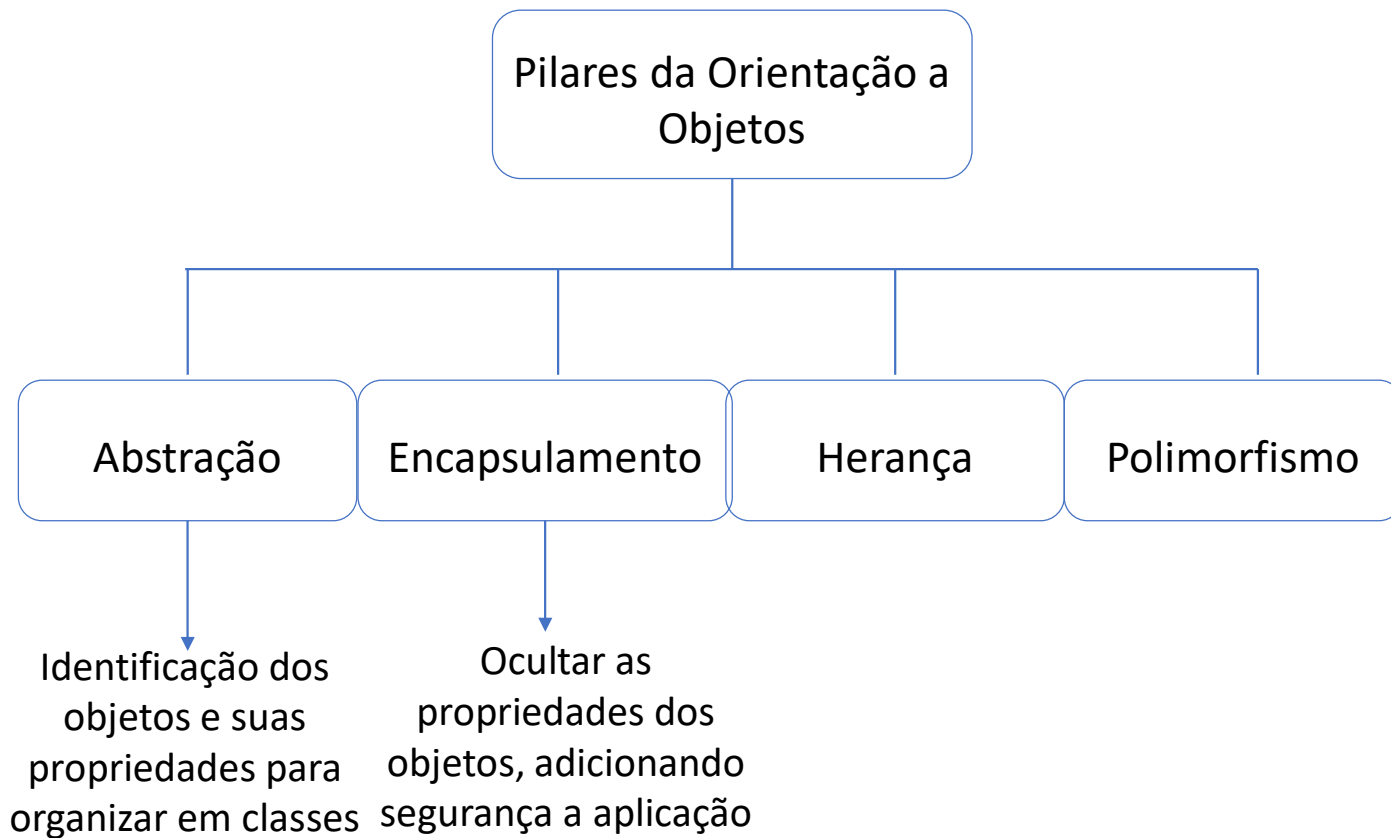 Pilares da Orientação a
Objetos
Abstração
Encapsulamento
Herança
Polimorfismo
Identificação dos
objetos e suas
propriedades para
organizar em classes
Ocultar as
propriedades dos
objetos, adicionando
segurança a aplicação